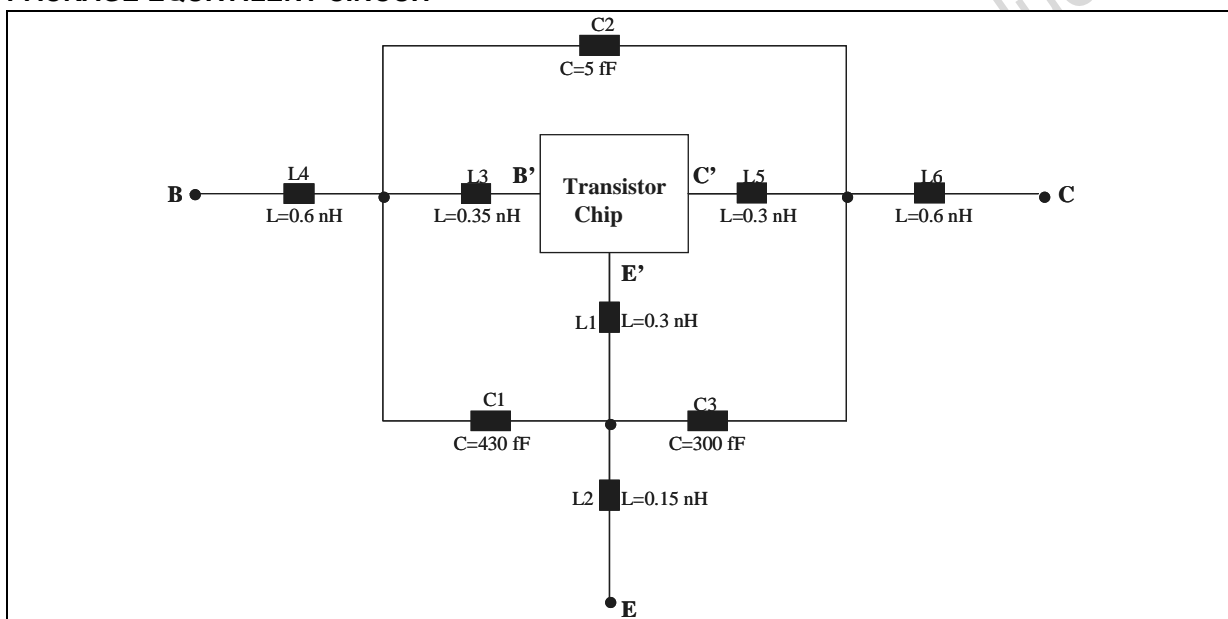 PACKAGE EQUIVALENT CIRCUIT
C2
C=5 fF
B
L4
L=0.6 nH
L3
L=0.35 nH
B’
Transistor
Chip
C’
L5
L=0.3 nH
L6
L=0.6 nH
C
E’
L1
L=0.3 nH
C1
C=430 fF
C3
C=300 fF
L2
L=0.15 nH
E